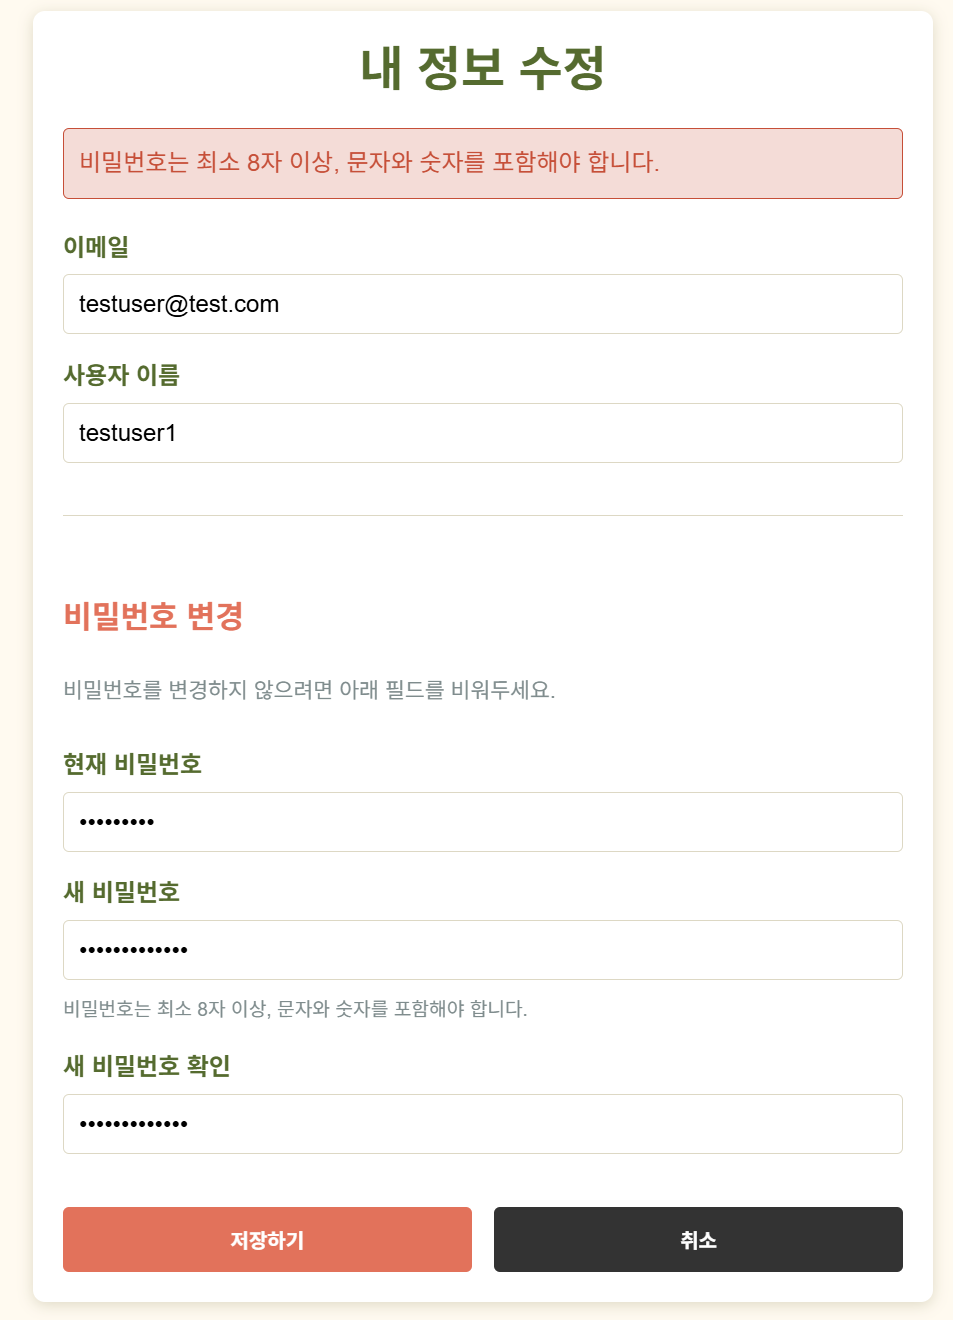 내 정보 수정
비밀번호는 최소 8자 이상, 문자와 숫자를 포함해야 합니다.
이메일
testuser@test.com
사용자 이름
testuser1
비밀번호 변경
비밀번호를 변경하지 않으려면 아래 필드를 비워두세요.
현재 비밀번호
•••••••••
새 비밀번호
•••••••••••••
비밀번호는 최소 8자 이상, 문자와 숫자를 포함해야 합니다.
새 비밀번호 확인
•••••••••••••
저장하기
취소